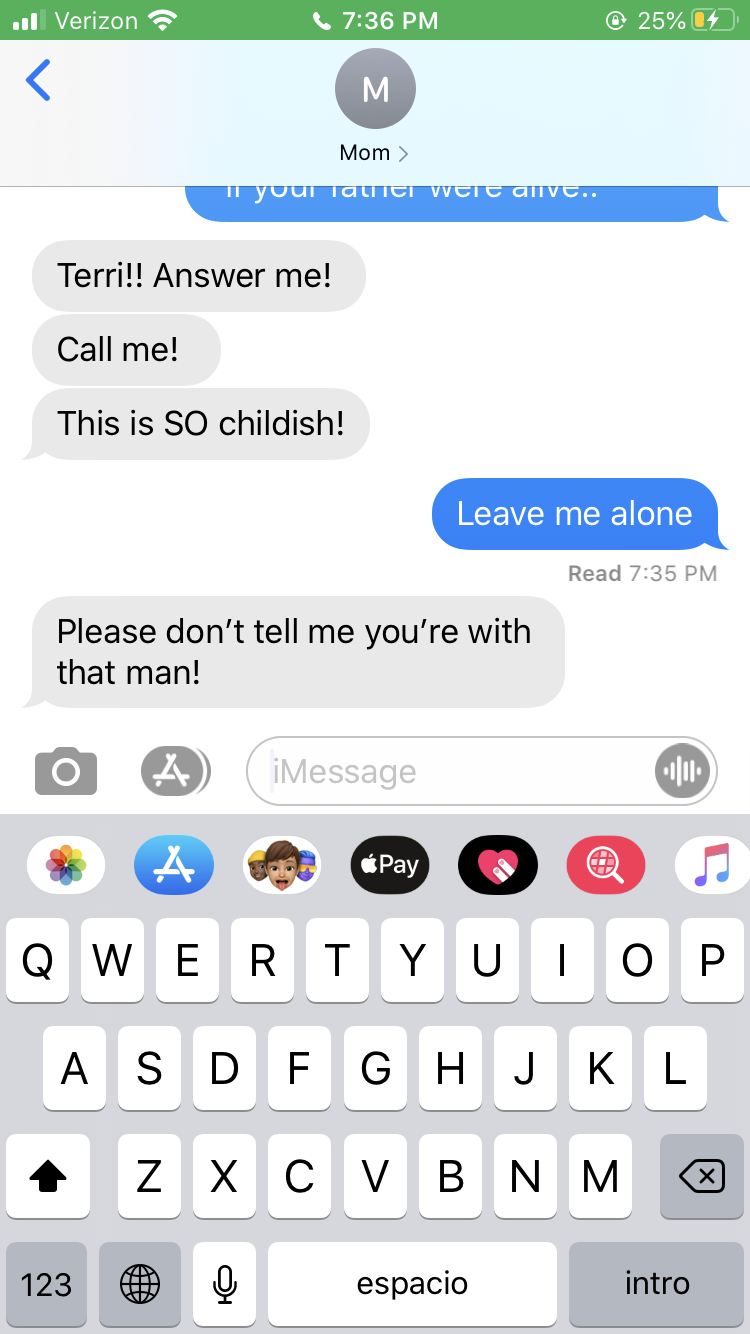 Verizon 7:36 PM 25%
M
Mom
if your father were alive..
Terri!! Answer me!
Call me!
This is SO childish!
Leave me alone
Read 7:35 PM
Please don’t tell me you’re with
that man!
iMessage
Pay
Q W E R T Y U I O P
A S D F G H J K L
Z X C V B N M
123 espacio intro